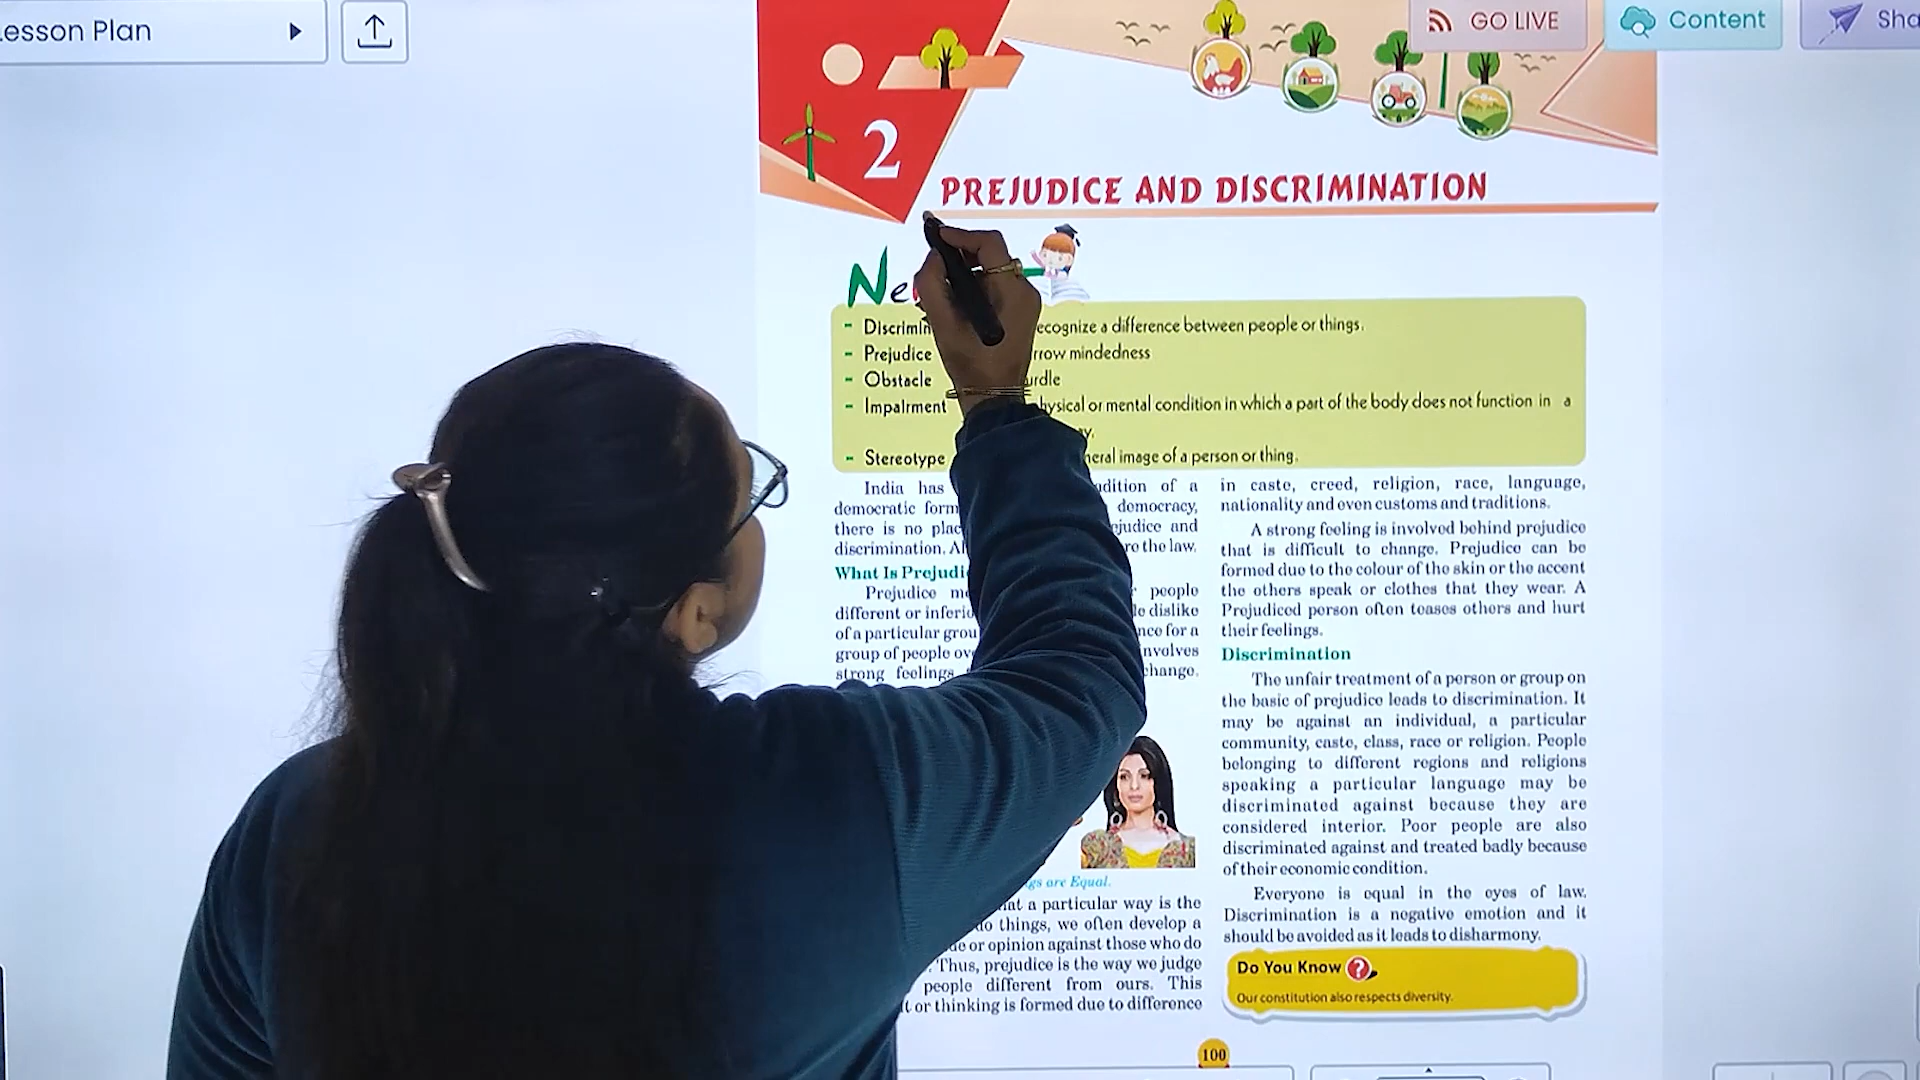 Lesson Plan
GO LIVE
Content
2
PREJUDICE AND DISCRIMINATION
Ne
- Discrimin ecognize a difference between people or things.
- Prejudice rrow mindedness
- Obstacle urdle
- Impairment hysical or mental condition in which a part of the body does not function in a
ay.
- Stereotype neral image of a person or thing.
India has dition of a
democratic form democracy,
there is no plac ejudice and
discrimination. Al re the law.
What Is Prejudi
Prejudice me people
different or inferio le dislike
of a particular grou nce for a
group of people ov nvolves
strong feelings change.
gs are Equal.
at a particular way is the
do things, we often develop a
de or opinion against those who do
. Thus, prejudice is the way we judge
people different from ours. This
t or thinking is formed due to difference
in caste, creed, religion, race, language,
nationality and even customs and traditions.
A strong feeling is involved behind prejudice
that is difficult to change. Prejudice can be
formed due to the colour of the skin or the accent
the others speak or clothes that they wear. A
Prejudiced person often teases others and hurt
their feelings.
Discrimination
The unfair treatment of a person or group on
the basic of prejudice leads to discrimination. It
may be against an individual, a particular
community, caste, class, race or religion. People
belonging to different regions and religions
speaking a particular language may be
discriminated against because they are
considered interior. Poor people are also
discriminated against and treated badly because
of their economic condition.
Everyone is equal in the eyes of law.
Discrimination is a negative emotion and it
should be avoided as it leads to disharmony.
Do You Know ?
Our constitution also respects diversity.
100